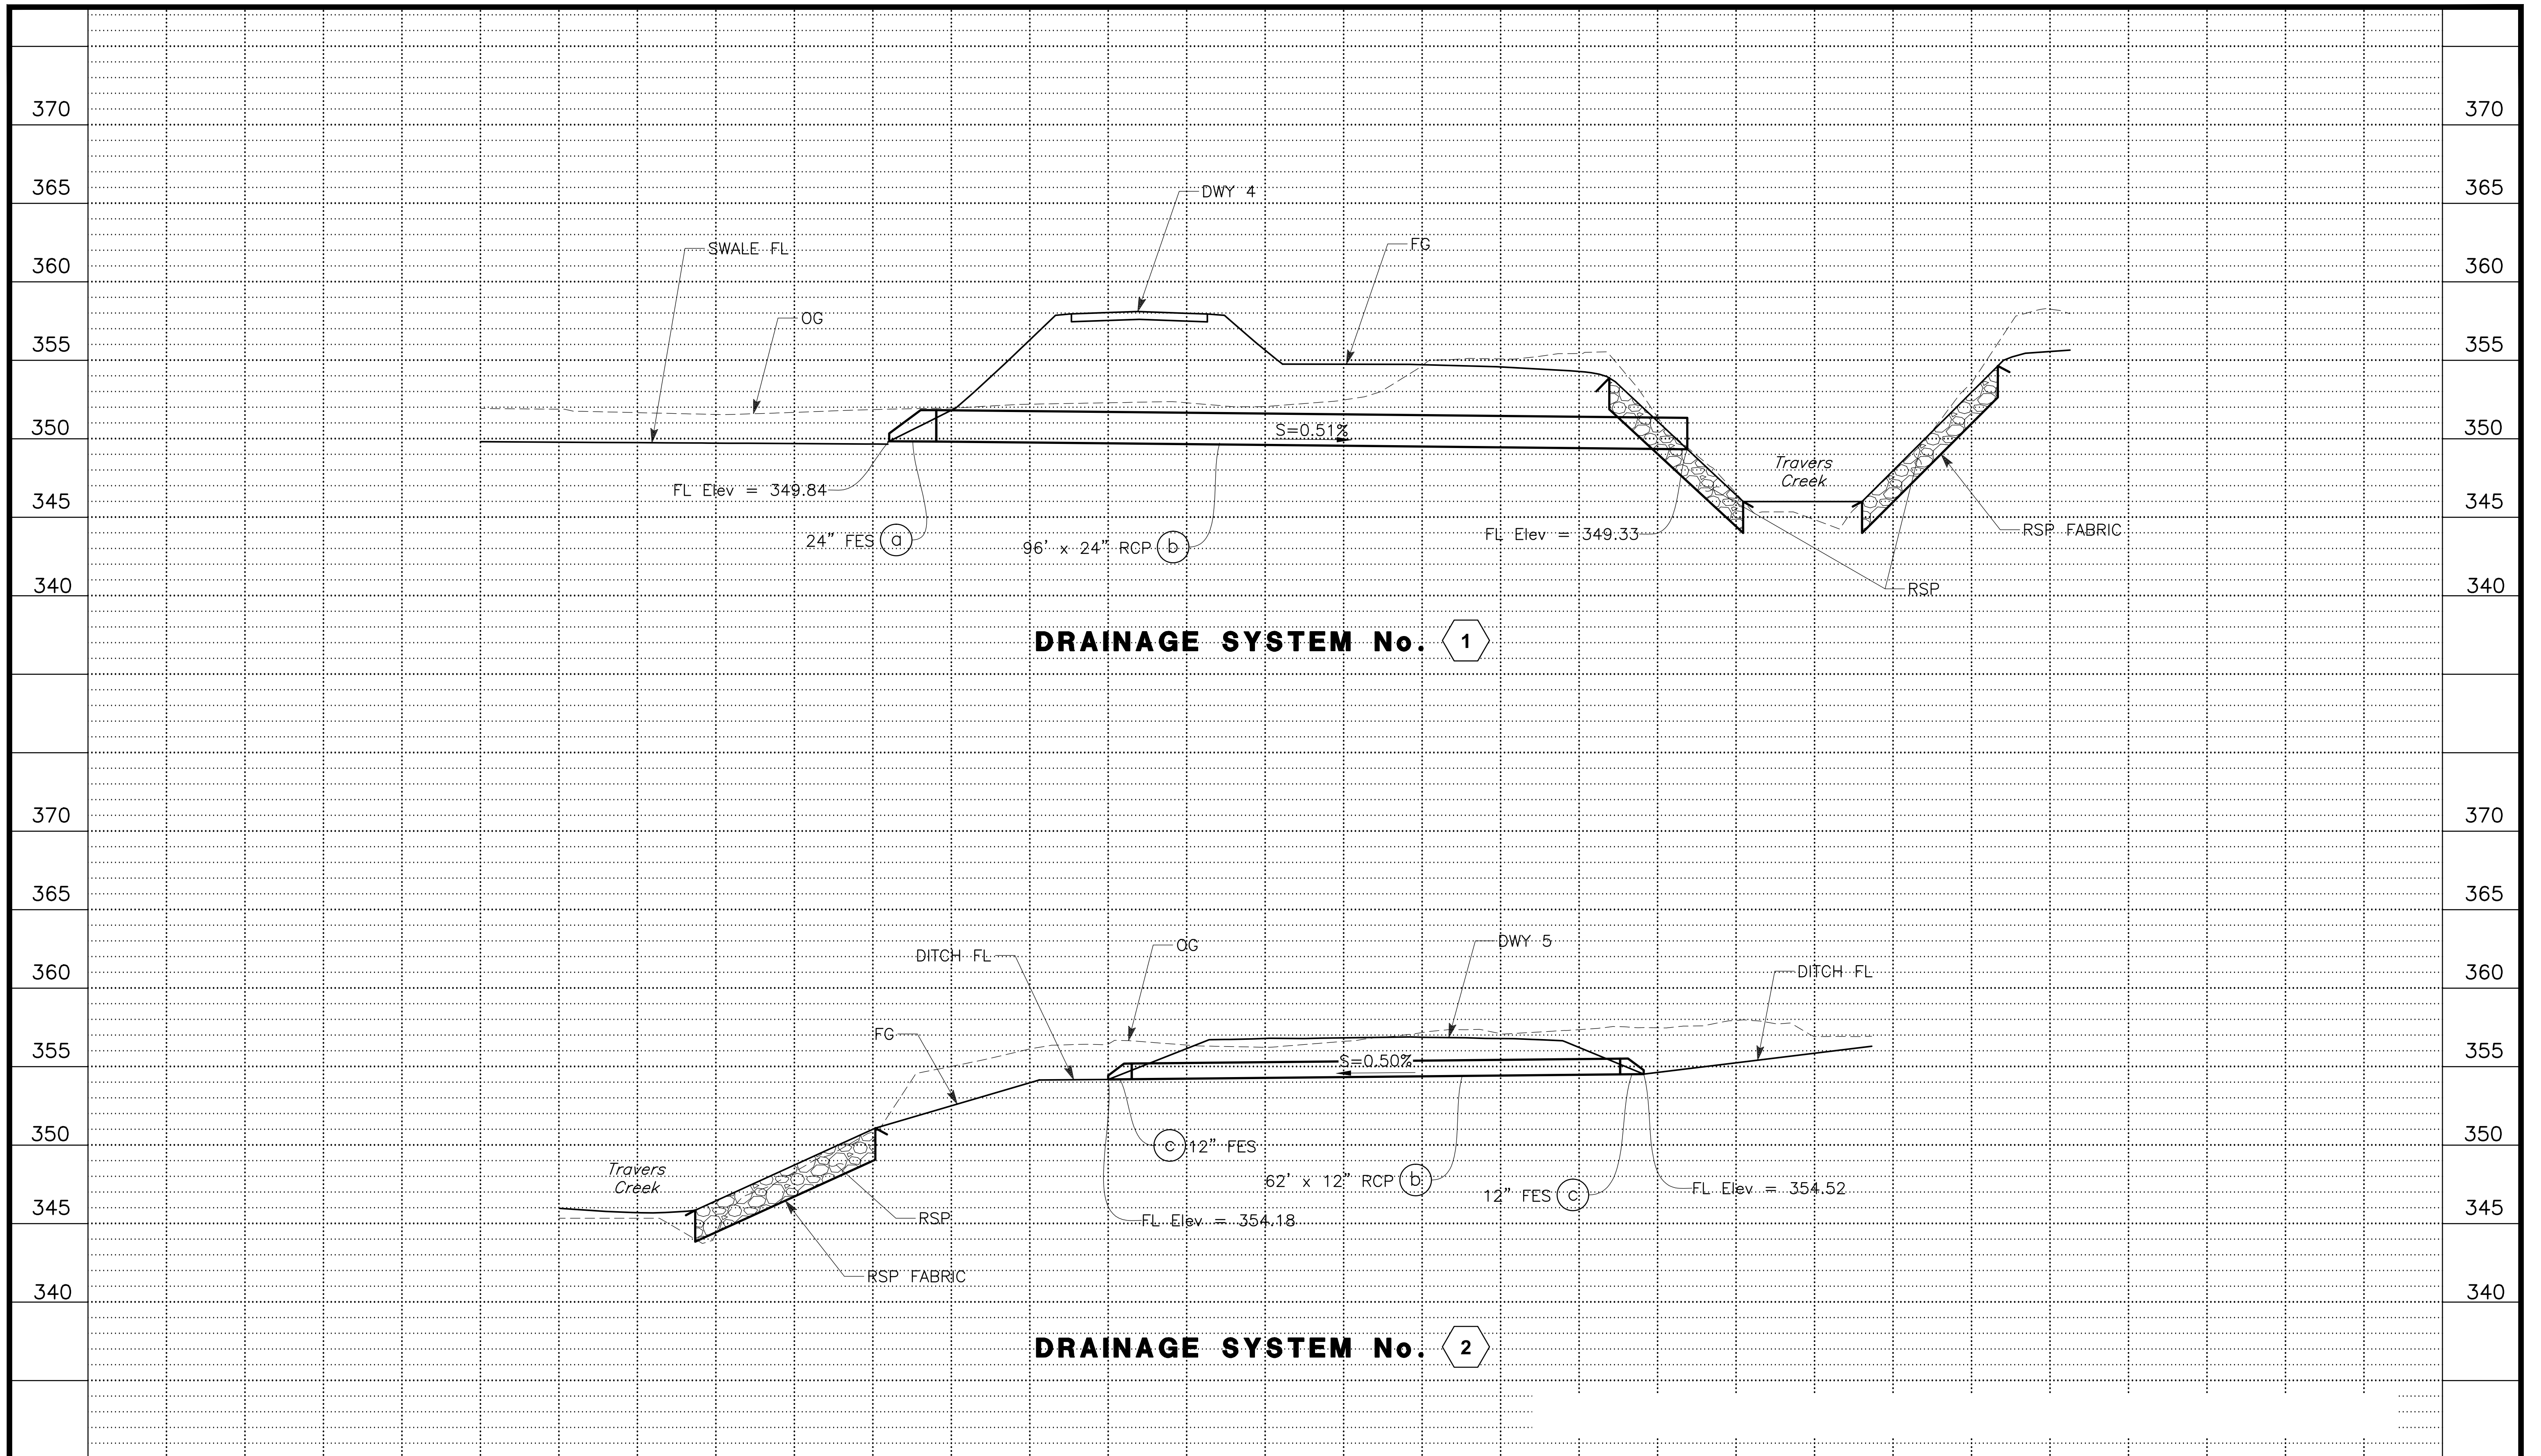 370 370
365 365
DWY 4
FG
SWALE FL
360 360
OG
355 355
350 350
S=0.51%
Travers
Creek
FL Elev = 349.84
345 345
24” FES a
96’ x 24” RCP b
FL Elev = 349.33
RSP FABRIC
340 340
RSP
DRAINAGE SYSTEM No. 1
370 370
365 365
DITCH FL
OG
DWY 5
DITCH FL
360 360
FG
355 355
S=0.50%
350 350
c 12” FES
Travers
Creek
62’ x 12” RCP b
12” FES c
FL Elev = 354.52
345 345
RSP
FL Elev = 354.18
RSP FABRIC
340 340
DRAINAGE SYSTEM No. 2